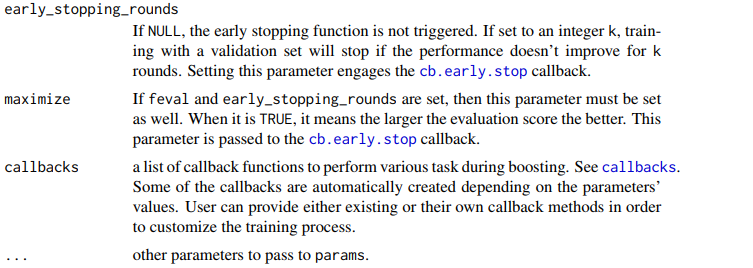 early_stopping_rounds
If NULL, the early stopping function is not triggered. If set to an integer k, train-
ing with a validation set will stop if the performance doesn't improve for k
rounds. Setting this parameter engages the cb.early.stop callback.
maximize If feval and early_stopping_rounds are set, then this parameter must be set
as well. When it is TRUE, it means the larger the evaluation score the better. This
parameter is passed to the cb.early.stop callback.
callbacks a list of callback functions to perform various task during boosting. See callbacks.
Some of the callbacks are automatically created depending on the parameters'
values. User can provide either existing or their own callback methods in order
to customize the training process.
... other parameters to pass to params.